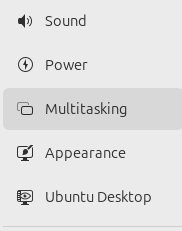 Sound
Power
Multitasking
Appearance
Ubuntu Desktop